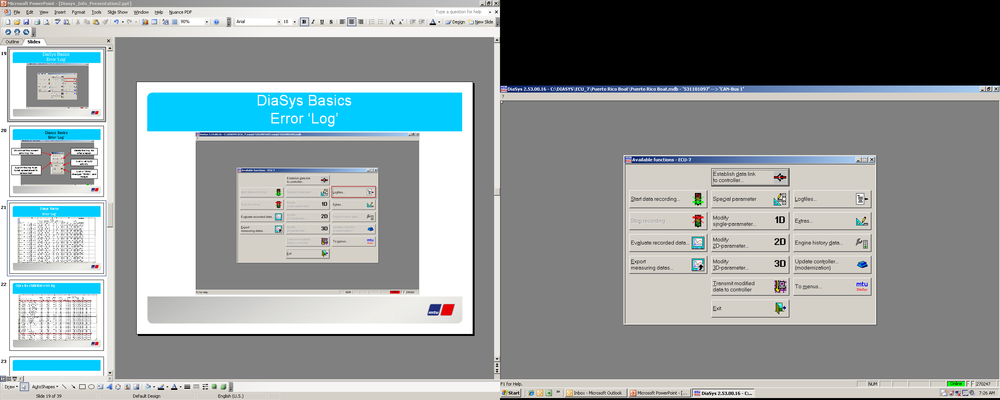 Microsoft PowerPoint - [Diasys_Info_Presentation2.ppt]
File Edit View Insert Format Tools Slide Show Window Help Nuance PDF
Type a question for help
90%
Arial
18
B I U S
Design
New Slide
Outline
Slides
19
DiaSys Basics
Error 'Log'
20
Diasys Basics
Error 'Log'
Download the current
error log file
Delete the log file
after a repair
List of all ECU
activity
Export the log to an
Excel spreadsheet to
save/e-mail
List of 'WHO'
changed 'WHAT', and
'WHEN'
21
Diasys Basics
Error 'Log'
22
Open the statistical error log.
23
DiaSys Basics
Error ‘Log’
DiaSys 2.53.00.16 - C:\DIASYS\ECU_7\sanjel 5262003403\sanjel 5262003403.mdb
?
Available functions - ECU-7
Establish data link
to controller...
Start data recording...
Special parameter
Logfiles...
Stop recording
Modify
single-parameter...
1D
Extras...
Evaluate recorded data...
Modify
2D-parameter...
2D
Engine history data...
Export
measuring datas...
Modify
3D-parameter...
3D
Update controller
(modernization)
Transmit modified
data to controller
To menus...
mtu
DiaSys
Exit
F1 for Help.
NUM
Offline
F F 290360
mtu
Draw
AutoShapes
Slide 19 of 39
Default Design
English (U.S.)
DiaSys 2.53.00.16 - C:\DIASYS\ECU_7\Puerto Rico Boat\Puerto Rico Boat.mdb - '531101097' --> 'CAN-Bus 1'
?
Available functions - ECU-7
Establish data link
to controller...
Start data recording...
Special parameter
Logfiles...
Stop recording
Modify
single-parameter...
1D
Extras...
Evaluate recorded data...
Modify
2D-parameter...
2D
Engine history data...
Export
measuring datas...
Modify
3D-parameter...
3D
Update controller...
(modernization)
Transmit modified
data to controller
To menus...
mtu
DiaSys
Exit
F1 for Help.
NUM
Online
F F 270247
Start
Inbox - Microsoft Outlook
Microsoft PowerPoint - [...
DiaSys 2.53.00.16 - C:...
7:26 AM